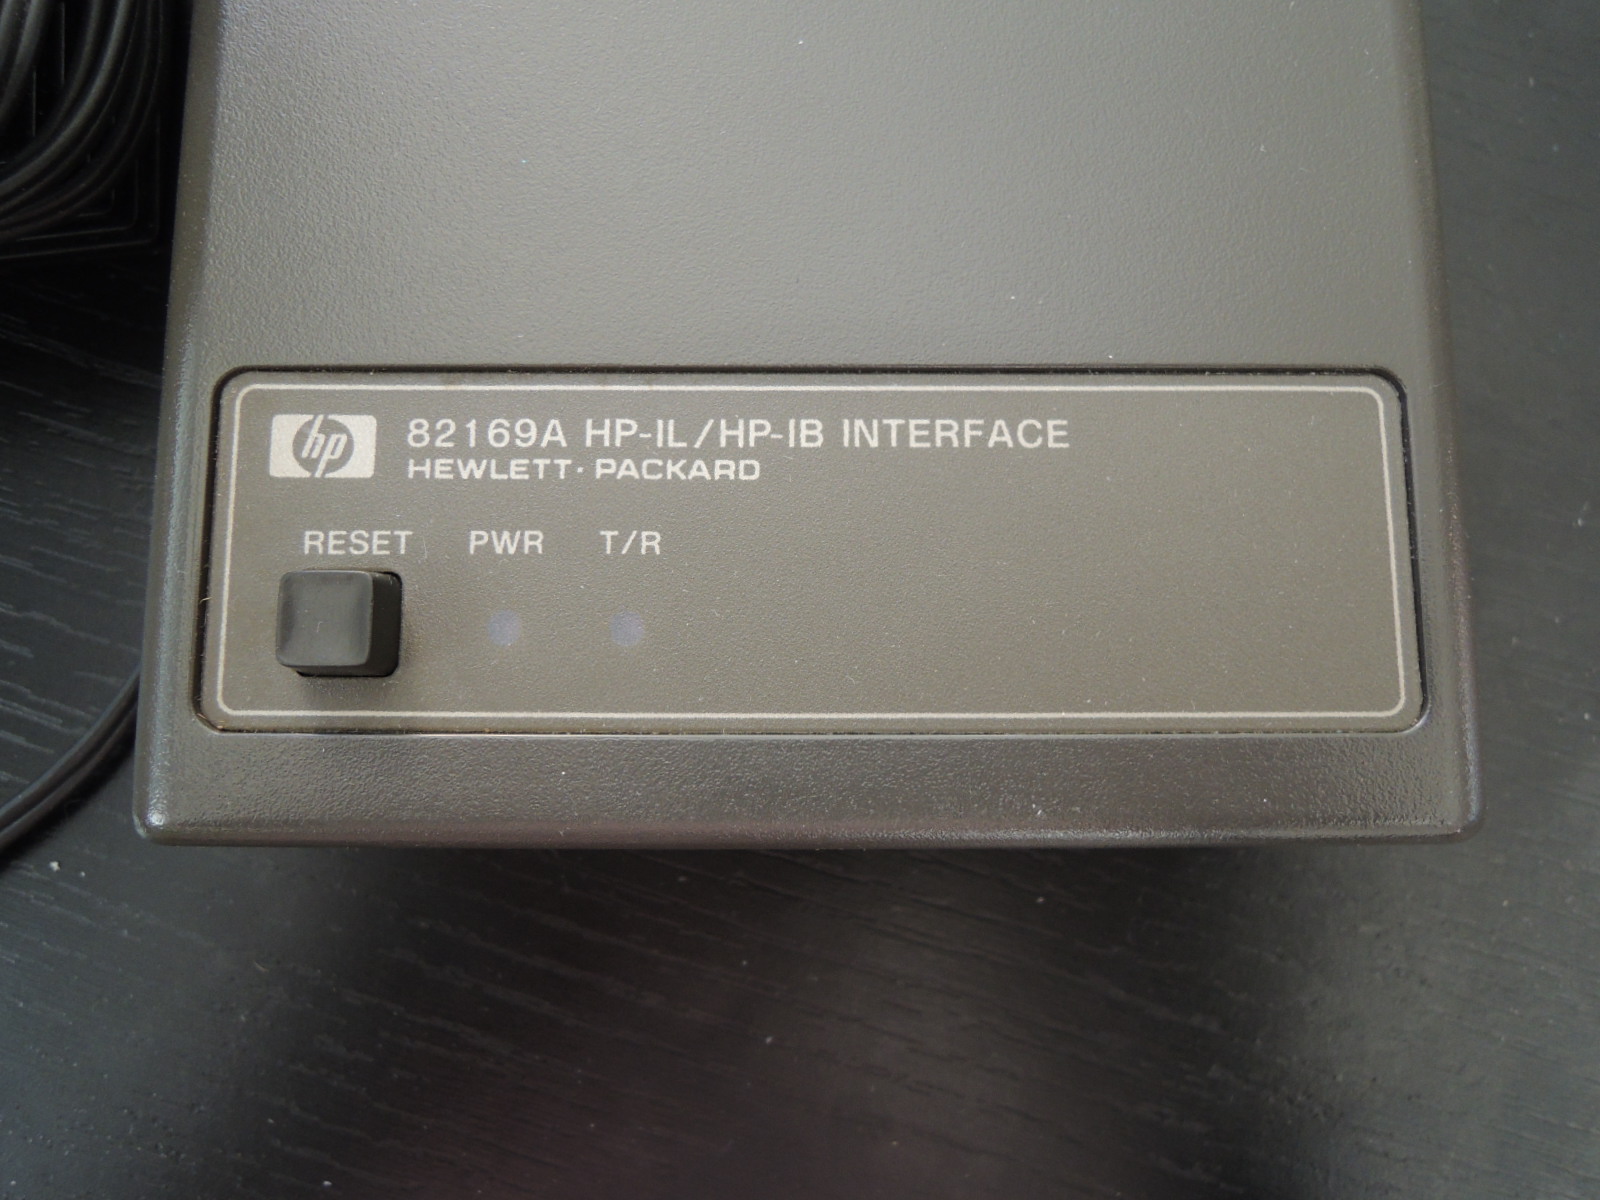 hp
82169A HP-IL/HP-IB INTERFACE
HEWLETT·PACKARD
RESET PWR T/R